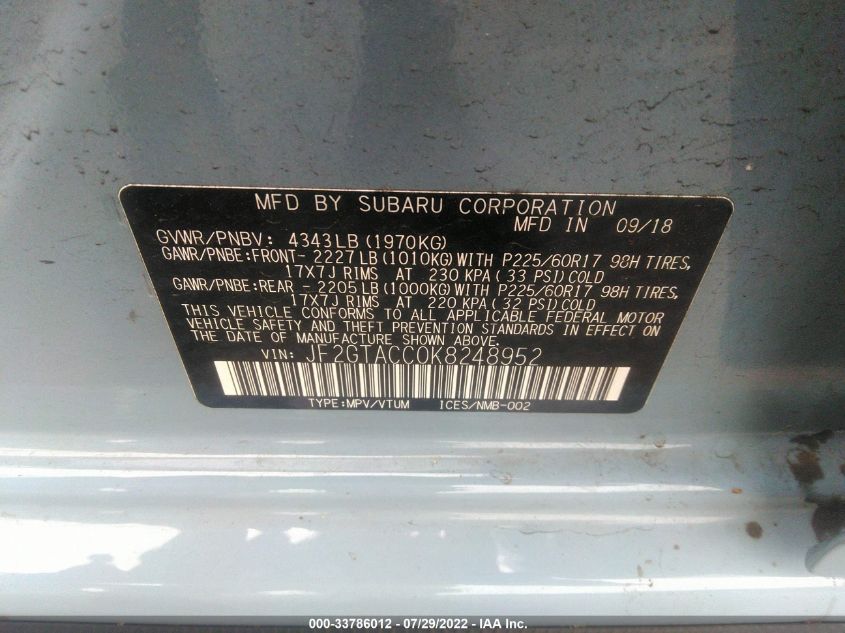 MFD BY SUBARU CORPORATION
MFD IN 09/18
GVWR/PNBV: 4343LB(1970KG)
GAWR/PNBE:FRONT- 2227LB(1010KG)WITH P225/60R17 98H TIRES,
17X7J RIMS AT 230 KPA(33 PSI)COLD
GAWR/PNBE:REAR - 2205LB(1000KG)WITH P225/60R17 98H TIRES,
17X7J RIMS AT 220 KPA(32 PSI)COLD
THIS VEHICLE CONFORMS TO ALL APPLICABLE FEDERAL MOTOR
VEHICLE SAFETY AND THEFT PREVENTION STANDARDS IN EFFECT ON
THE DATE OF MANUFACTURE SHOWN ABOVE.
VIN: JF2GTACC0K8248952
TYPE:MPV/VTUM ICES/NMB-002
000-33786012 - 07/29/2022 - IAA Inc.